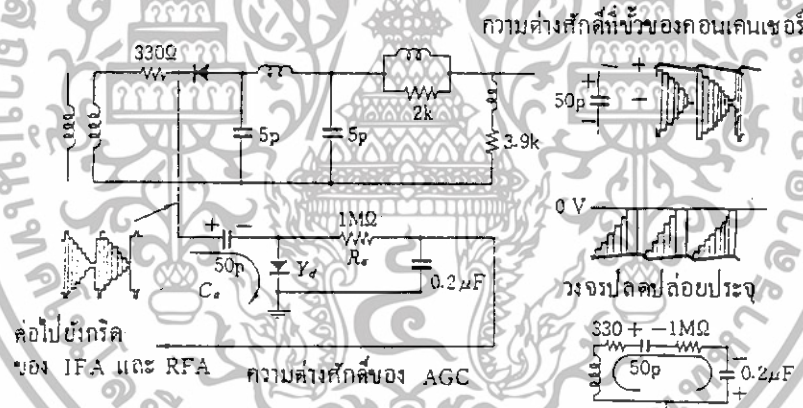 ความต่างศักดิ์ที่ขั้วของคอนเดนเซอร์
330Ω
5p
5p
2k
3.9k
50p
+
+
−
−
0 V
วงจรปลดปล่อยประจุ
+ −
50p
Cₐ
Yd
1MΩ
0.2μF
ต่อไปยังกริด
ของ IFA และ RFA
ความต่างศักดิ์ของ AGC
330 + −1MΩ
50p
−
0.2μF
+